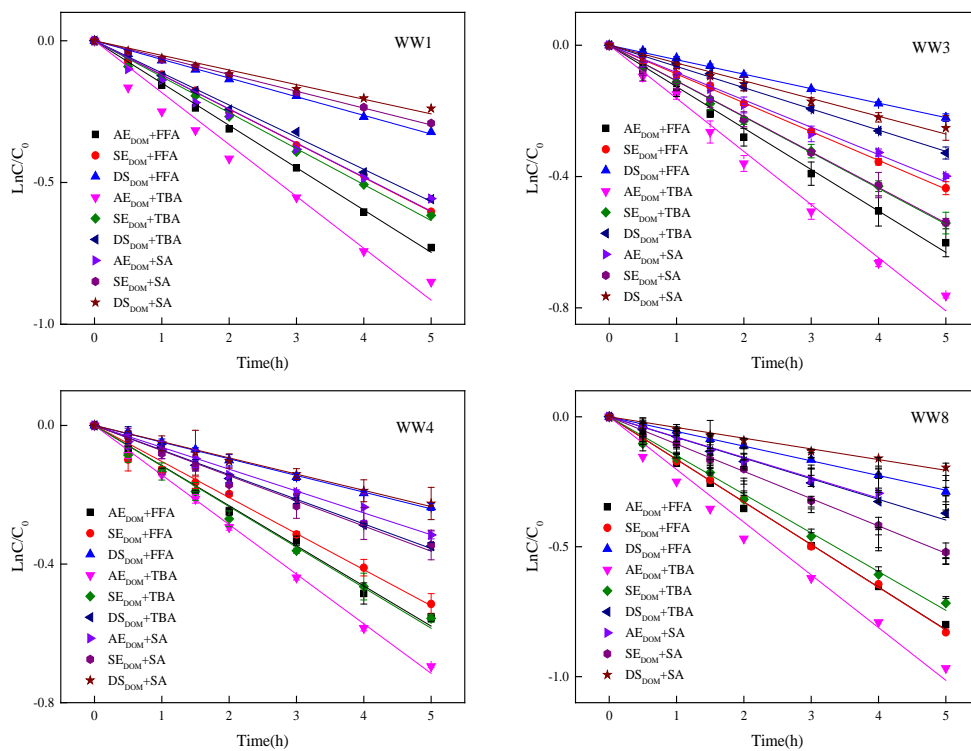 WW1
0.0
-0.5
-1.0
LnC/C0
AEDOM+FFA
SEDOM+FFA
DSDOM+FFA
AEDOM+TBA
SEDOM+TBA
DSDOM+TBA
AEDOM+SA
SEDOM+SA
DSDOM+SA
0 1 2 3 4 5
Time(h)
WW3
0.0
-0.4
-0.8
LnC/C0
AEDOM+FFA
SEDOM+FFA
DSDOM+FFA
AEDOM+TBA
SEDOM+TBA
DSDOM+TBA
AEDOM+SA
SEDOM+SA
DSDOM+SA
0 1 2 3 4 5
Time(h)
WW4
0.0
-0.4
-0.8
LnC/C0
AEDOM+FFA
SEDOM+FFA
DSDOM+FFA
AEDOM+TBA
SEDOM+TBA
DSDOM+TBA
AEDOM+SA
SEDOM+SA
DSDOM+SA
0 1 2 3 4 5
Time(h)
WW8
0.0
-0.5
-1.0
LnC/C0
AEDOM+FFA
SEDOM+FFA
DSDOM+FFA
AEDOM+TBA
SEDOM+TBA
DSDOM+TBA
AEDOM+SA
SEDOM+SA
DSDOM+SA
0 1 2 3 4 5
Time(h)